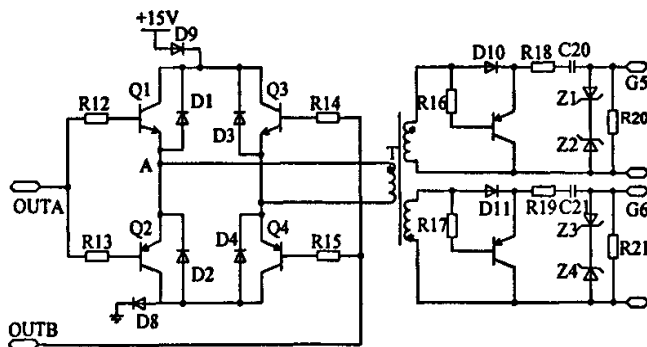 +15V
D9
Q1
Q3
D10
R18
C20
G5
R12
D1
D3
R14
R16
Z1
R20
Z2
A
T
OUTA
Q2
Q4
D11
R19
C21
G6
R13
D4
R15
R17
Z3
D2
Z4
R21
D8
OUTB